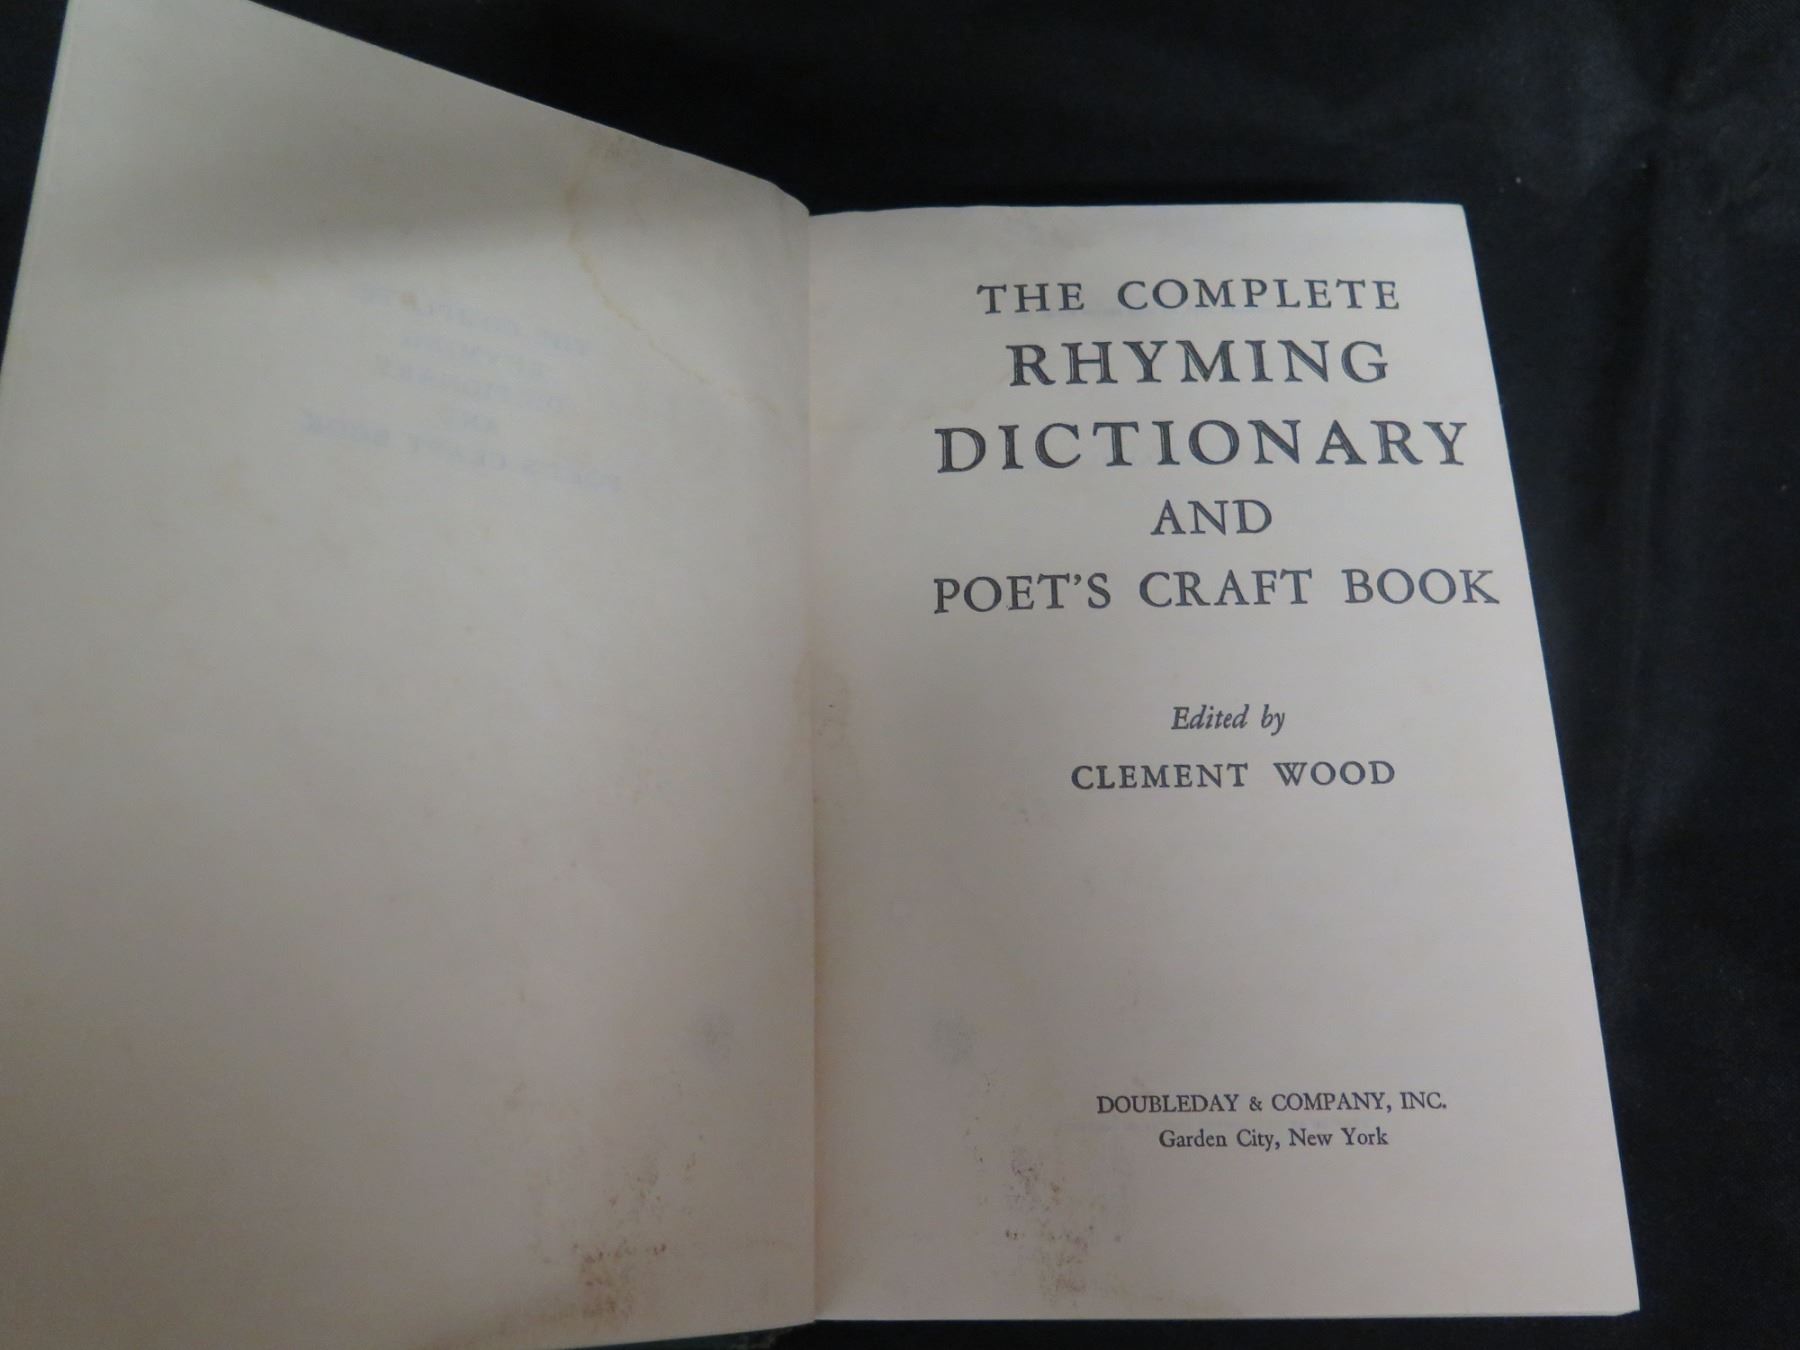 THE COMPLETE
RHYMING
DICTIONARY
AND
POET'S CRAFT BOOK
Edited by
CLEMENT WOOD
DOUBLEDAY & COMPANY, INC.
Garden City, New York